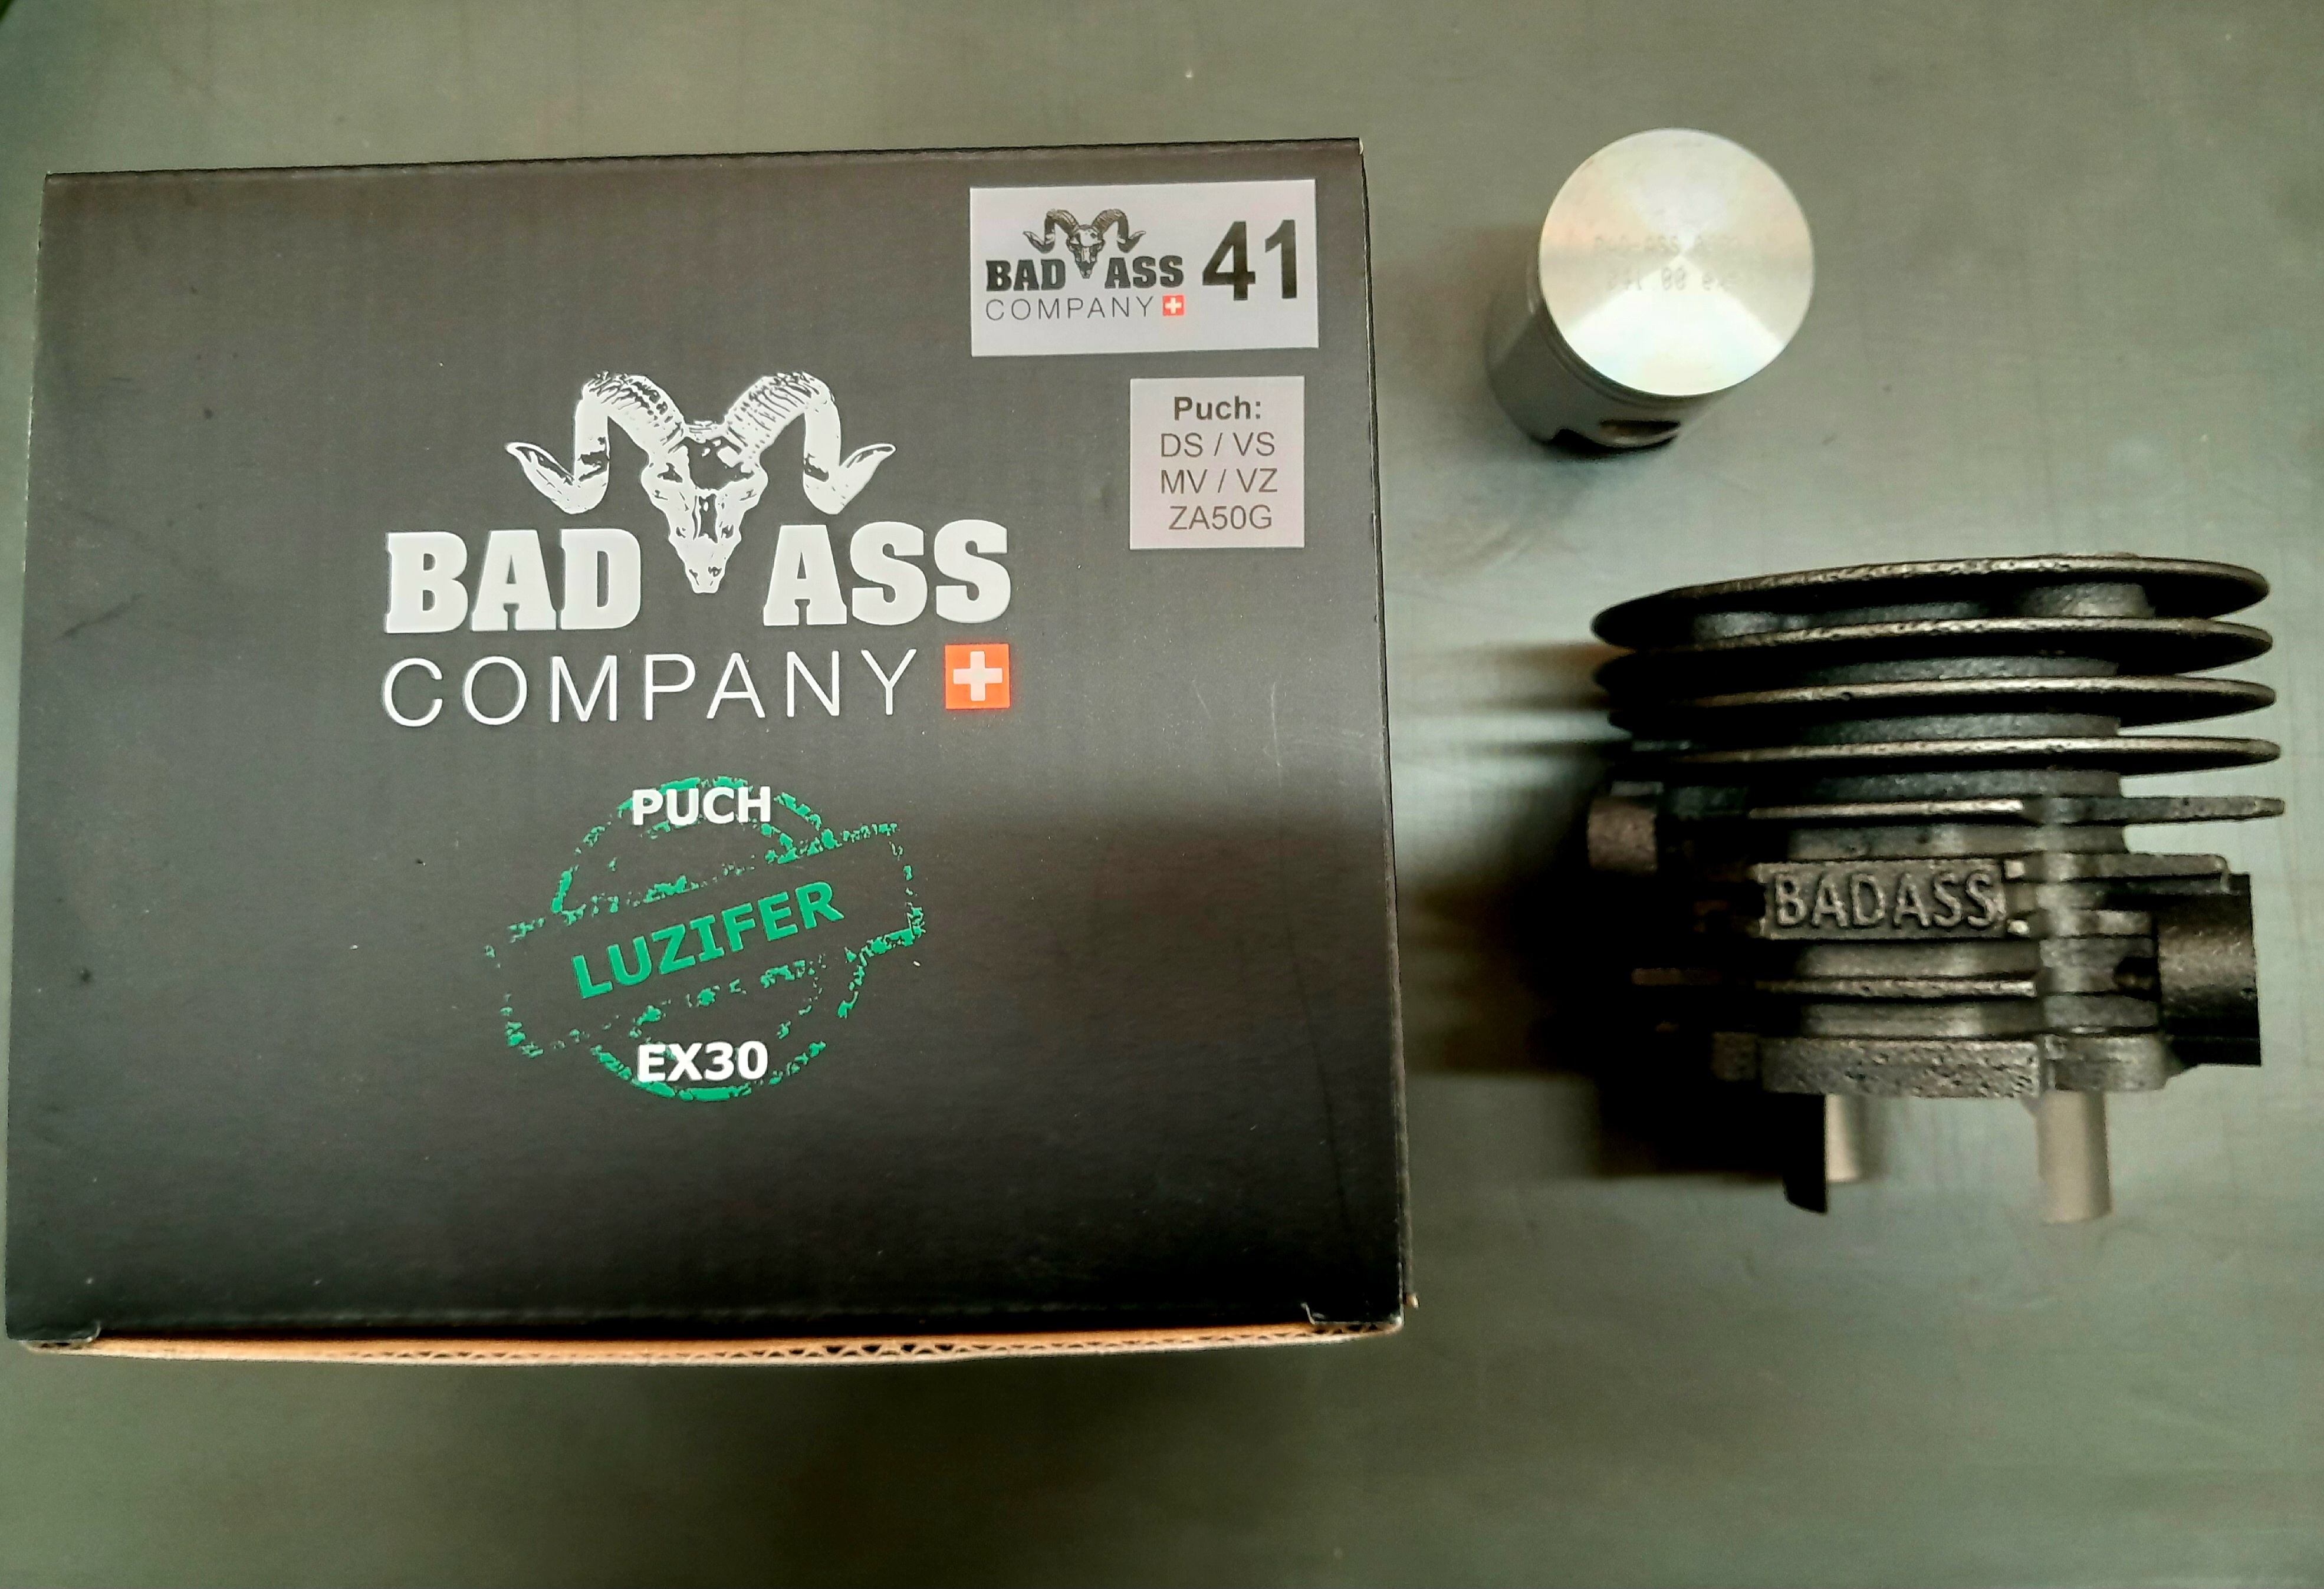 BAD ASS 41
COMPANY
Puch:
DS / VS
MV / VZ
ZA50G
BAD ASS
COMPANY
PUCH
LUZIFER
EX30
BADASS